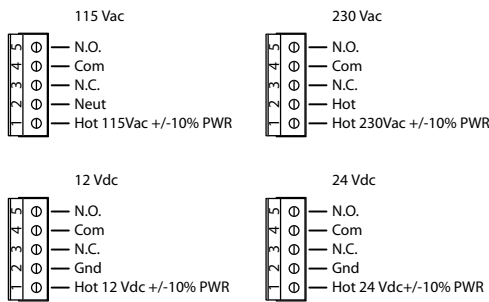 115 Vac
5 N.O.
4 Com
3 N.C.
2 Neut
1 Hot 115Vac +/-10% PWR
230 Vac
5 N.O.
4 Com
3 N.C.
2 Hot
1 Hot 230Vac +/-10% PWR
12 Vdc
5 N.O.
4 Com
3 N.C.
2 Gnd
1 Hot 12 Vdc +/-10% PWR
24 Vdc
5 N.O.
4 Com
3 N.C.
2 Gnd
1 Hot 24 Vdc+/-10% PWR